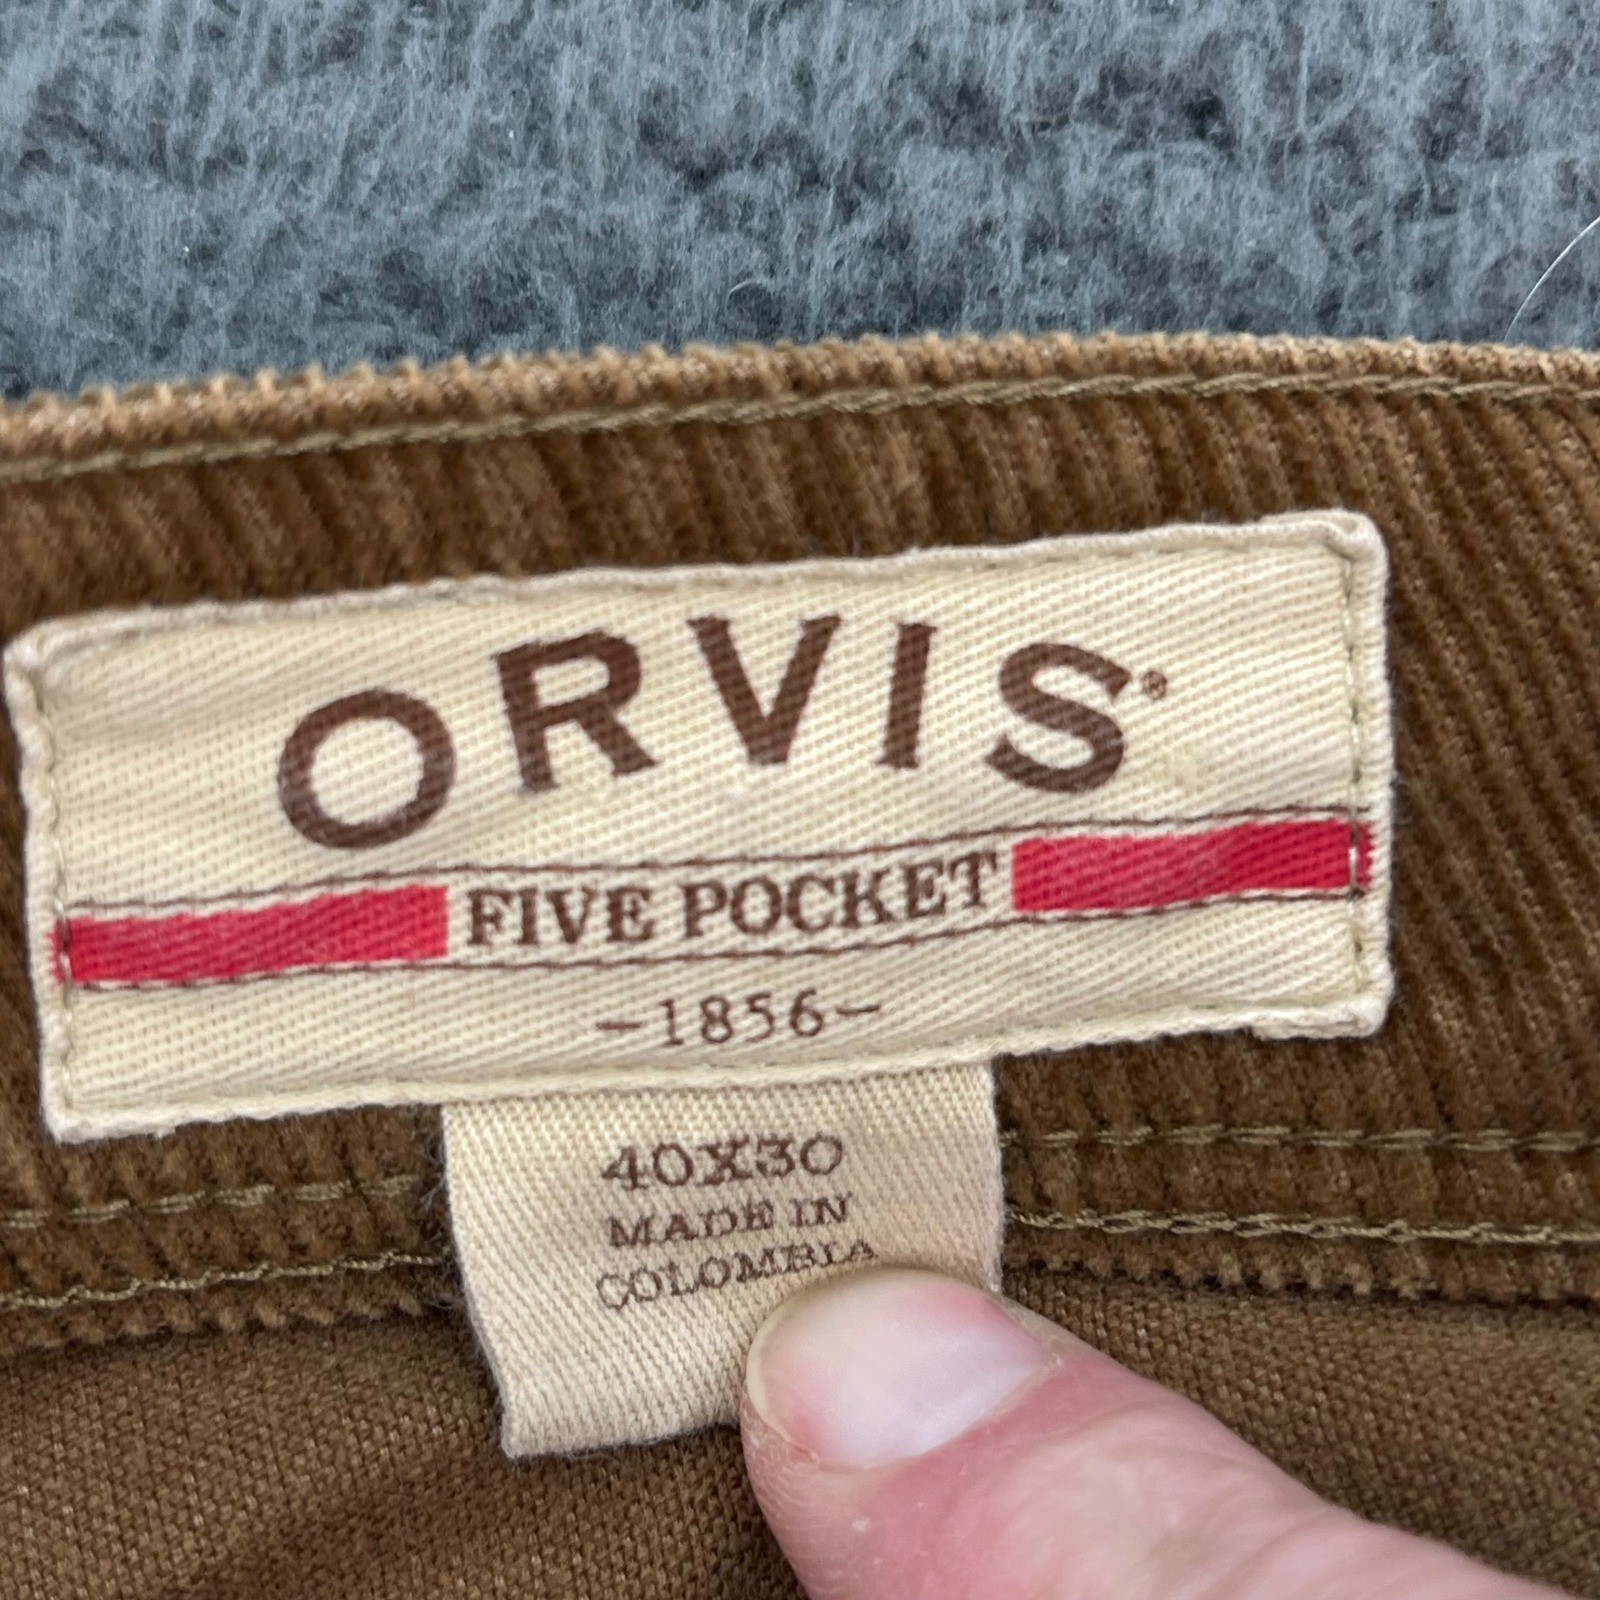 ORVIS®
FIVE POCKET
-1856-
40X30
MADE IN
COLOMBIA